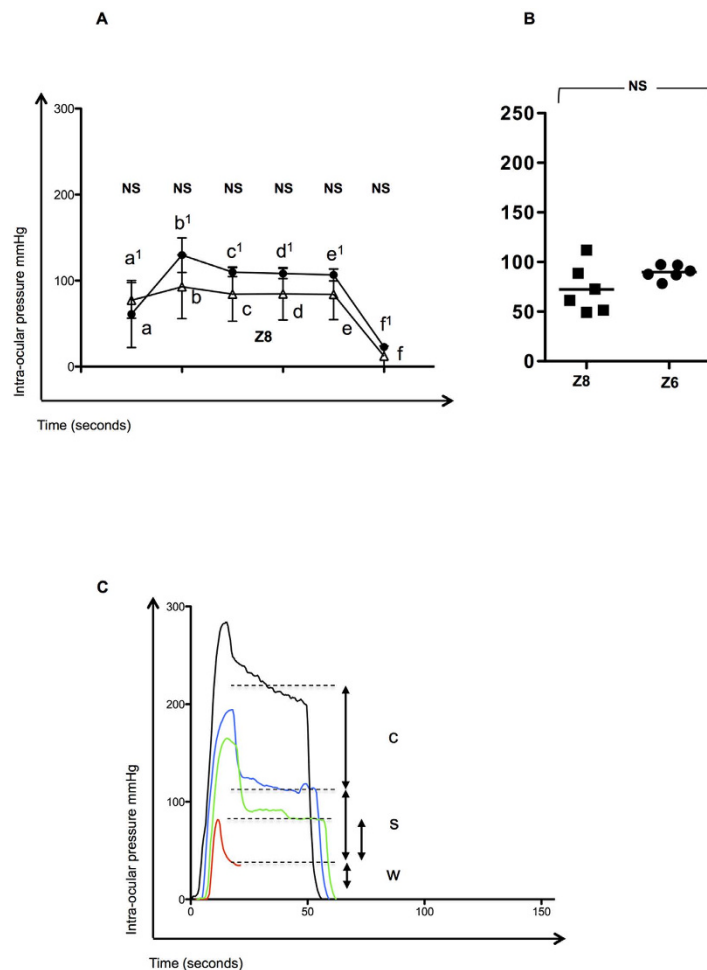 A
300
200
100
0
Intra-ocular pressure mmHg
NS NS NS NS NS NS
a1 b1 c1 d1 e1 f1
a b c d e f
Z8
Time (seconds)
B
NS
250
200
150
100
50
0
Z8 Z6
C
300
200
100
0
Intra-ocular pressure mmHg
C
S
W
0 50 100 150
Time (seconds)